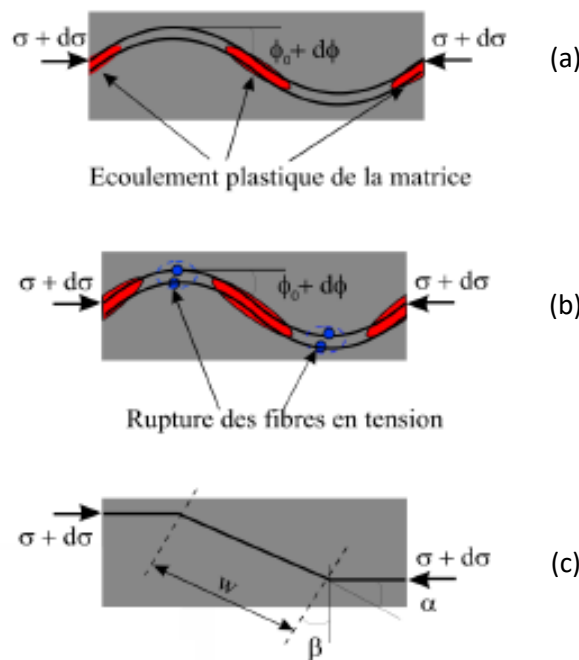 σ + dσ
ϕ₀+ dϕ
σ + dσ
(a)
Ecoulement plastique de la matrice
σ + dσ
ϕ₀+ dϕ
σ + dσ
(b)
Rupture des fibres en tension
σ + dσ
σ + dσ
(c)
w
α
β